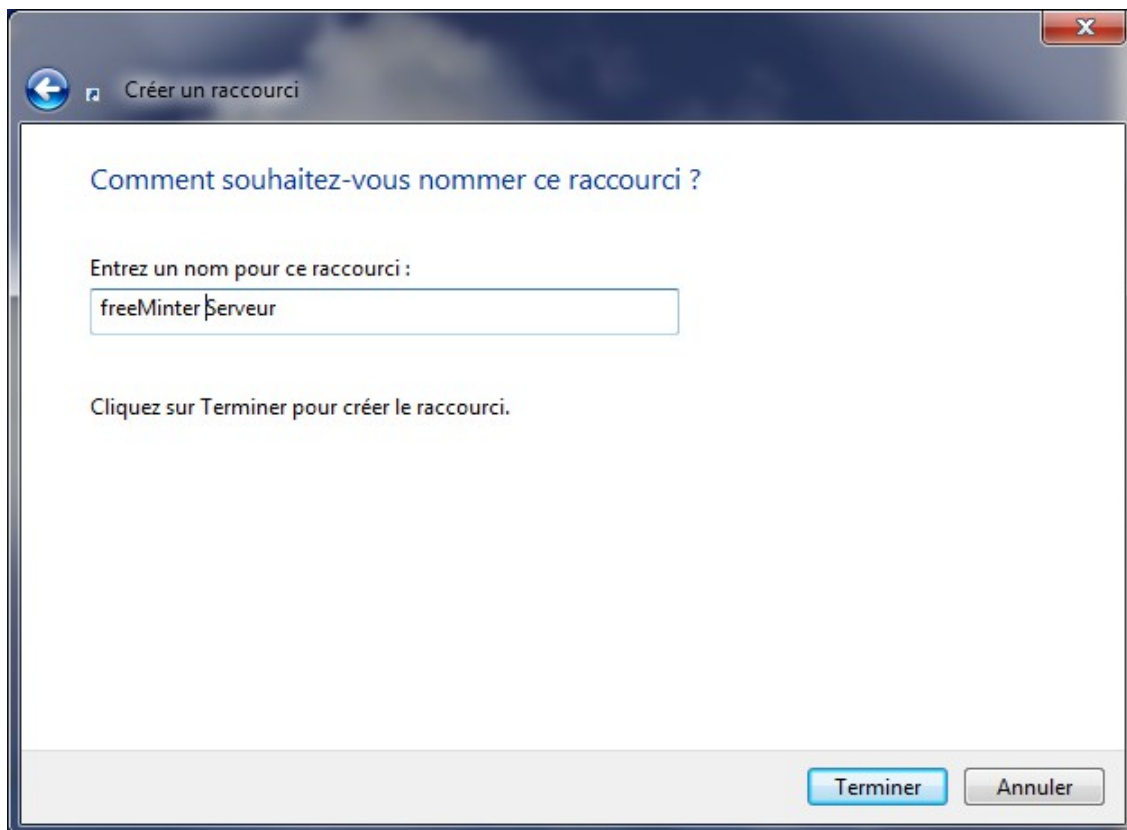 Créer un raccourci
Comment souhaitez-vous nommer ce raccourci ?
Entrez un nom pour ce raccourci :
freeMinter Serveur
Cliquez sur Terminer pour créer le raccourci.
Terminer Annuler